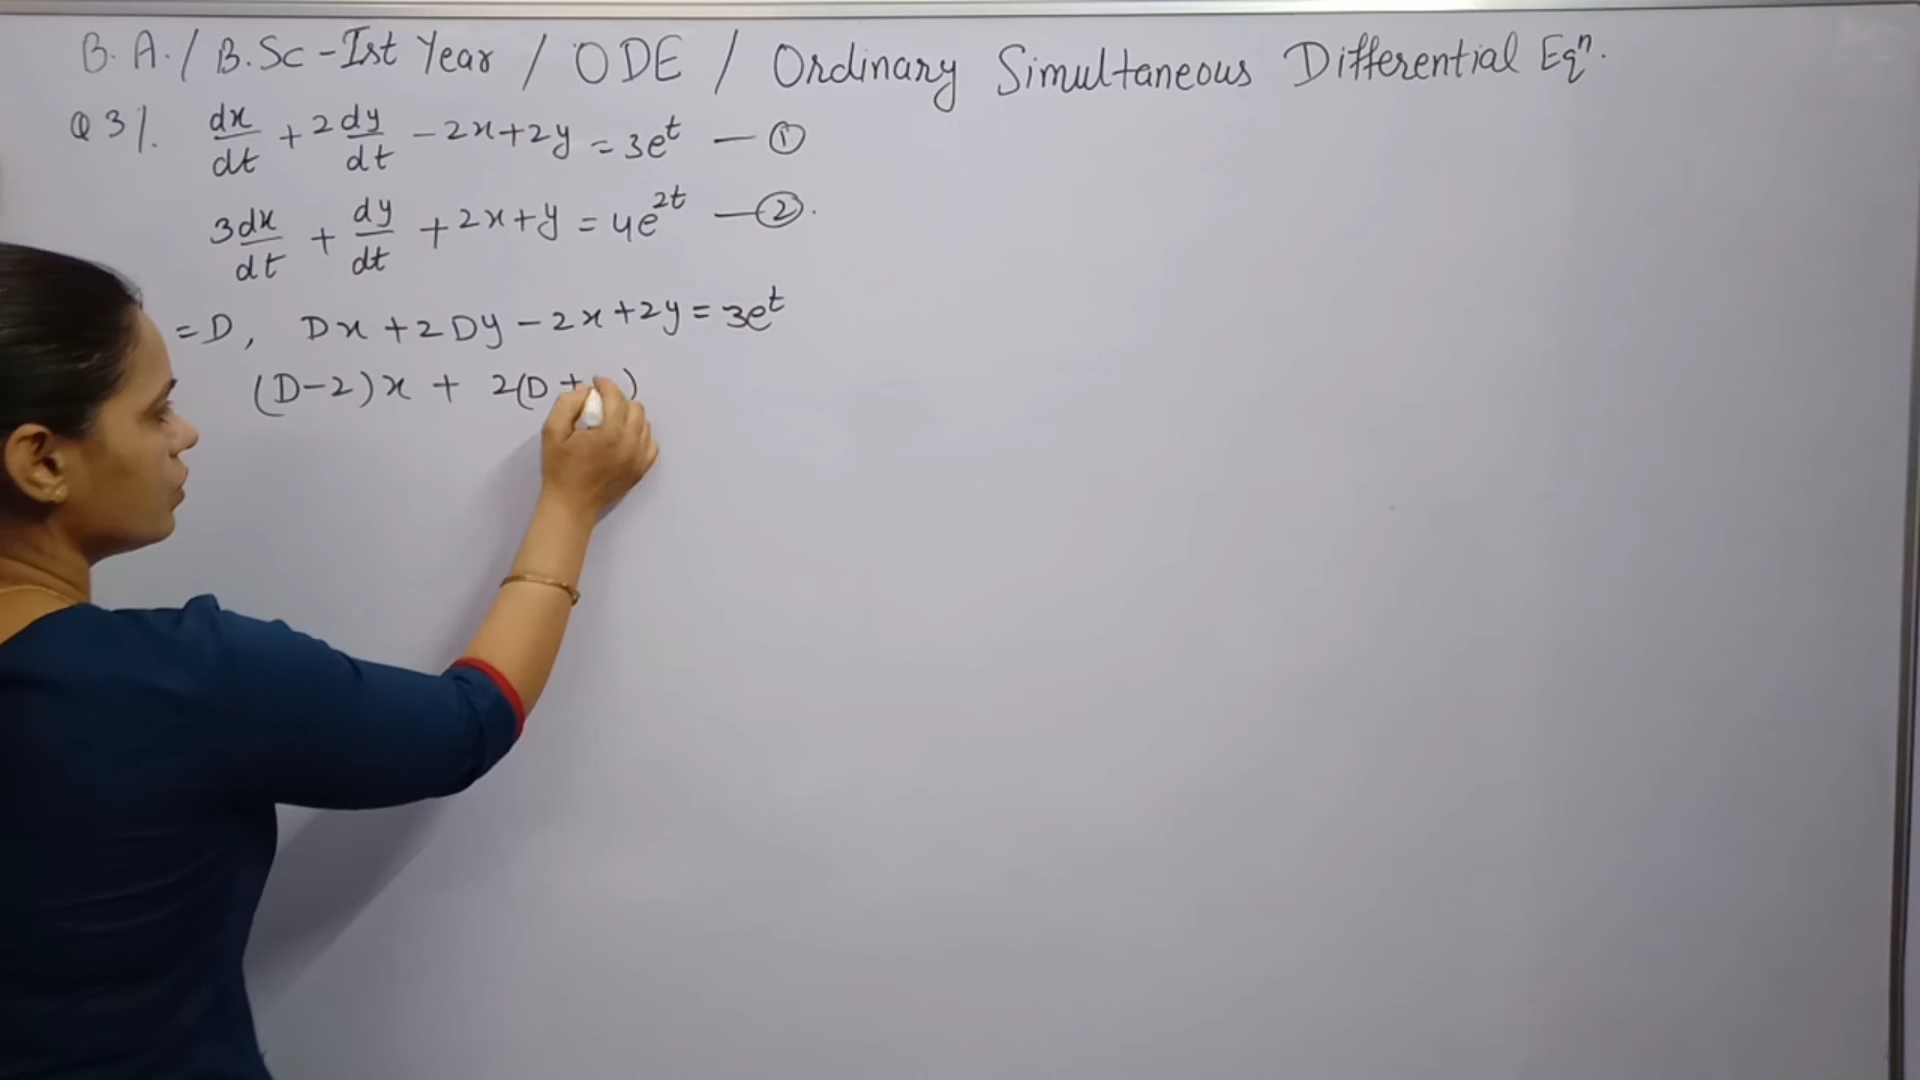 B.A./B.Sc-Ist Year / ODE / Ordinary Simultaneous Differential Eqⁿ.
Q3/. dx/dt + 2dy/dt - 2x + 2y = 3e^t — ①
3dx/dt + dy/dt + 2x + y = 4e^2t — ②.
= D, Dx + 2Dy - 2x + 2y = 3e^t
(D-2)x + 2(D + )